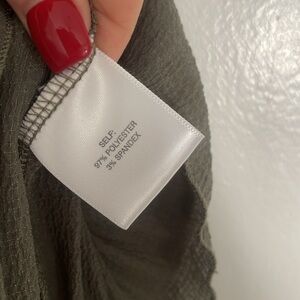 SELF:
97% POLYESTER
3% SPANDEX